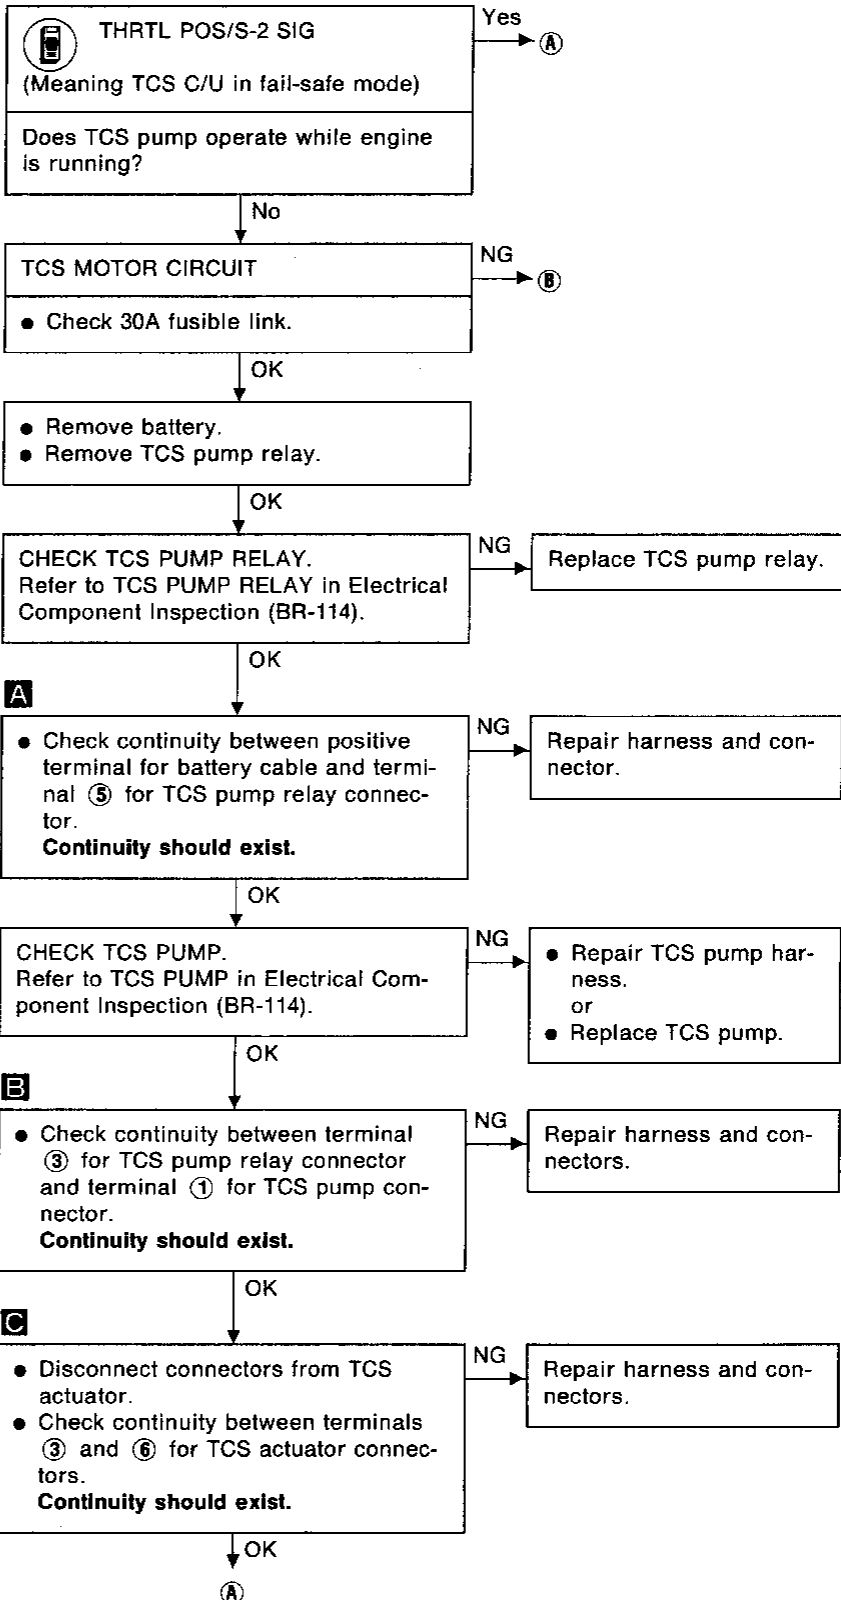 THRTL POS/S-2 SIG
Yes
Ⓐ
(Meaning TCS C/U in fail-safe mode)
Does TCS pump operate while engine
is running?
No
TCS MOTOR CIRCUIT
NG
Ⓑ
● Check 30A fusible link.
OK
● Remove battery.
● Remove TCS pump relay.
OK
CHECK TCS PUMP RELAY.
Refer to TCS PUMP RELAY in Electrical
Component Inspection (BR-114).
NG
Replace TCS pump relay.
OK
A
● Check continuity between positive
terminal for battery cable and termi-
nal ⑤ for TCS pump relay connec-
tor.
Continuity should exist.
NG
Repair harness and con-
nector.
OK
CHECK TCS PUMP.
Refer to TCS PUMP in Electrical Com-
ponent Inspection (BR-114).
NG
● Repair TCS pump har-
ness.
or
● Replace TCS pump.
OK
B
● Check continuity between terminal
③ for TCS pump relay connector
and terminal ① for TCS pump con-
nector.
Continuity should exist.
NG
Repair harness and con-
nectors.
OK
C
● Disconnect connectors from TCS
actuator.
● Check continuity between terminals
③ and ⑥ for TCS actuator connec-
tors.
Continuity should exist.
NG
Repair harness and con-
nectors.
OK
Ⓐ